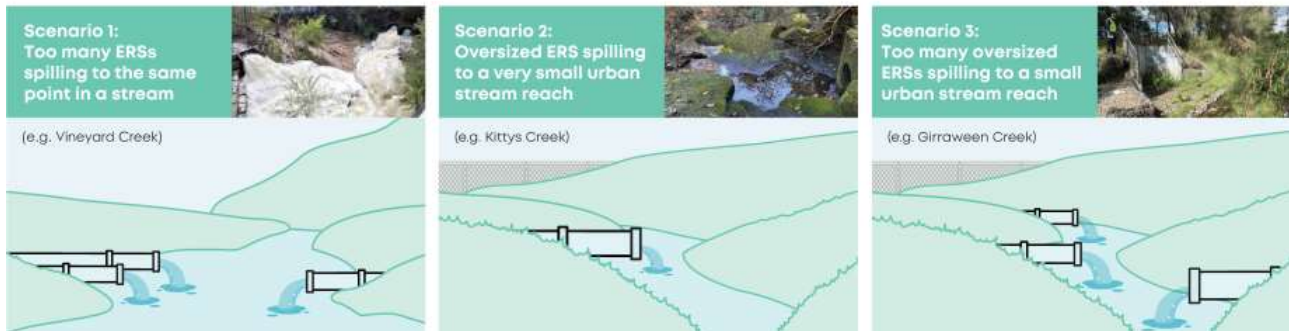 Scenario 1:
Too many ERSs
spilling to the same
point in a stream
(e.g. Vineyard Creek)
Scenario 2:
Oversized ERS spilling
to a very small urban
stream reach
(e.g. Kittys Creek)
Scenario 3:
Too many oversized
ERSs spilling to a small
urban stream reach
(e.g. Girraween Creek)